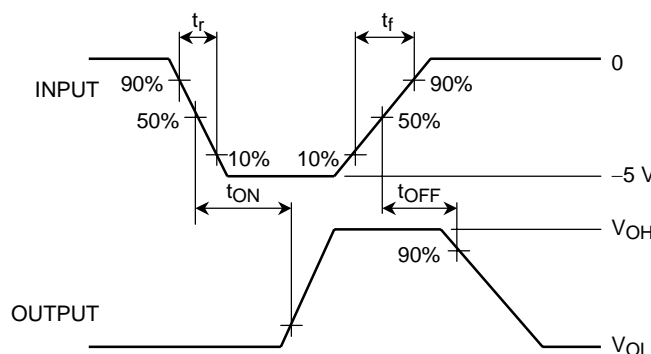 tr
tf
0
INPUT
90%
90%
50%
50%
10%
10%
−5 V
tON
tOFF
VOH
90%
OUTPUT
VOL